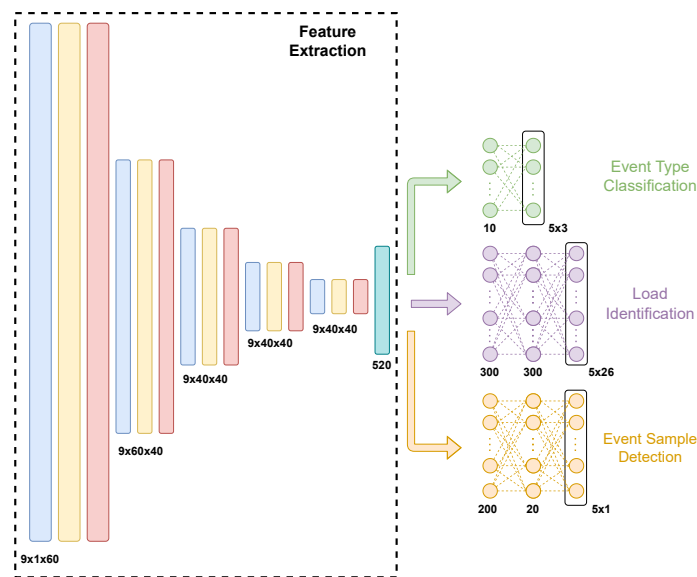 Feature
Extraction
9x1x60
9x60x40
9x40x40
9x40x40
9x40x40
520
10
5x3
Event Type
Classification
300
300
5x26
Load
Identification
200
20
5x1
Event Sample
Detection